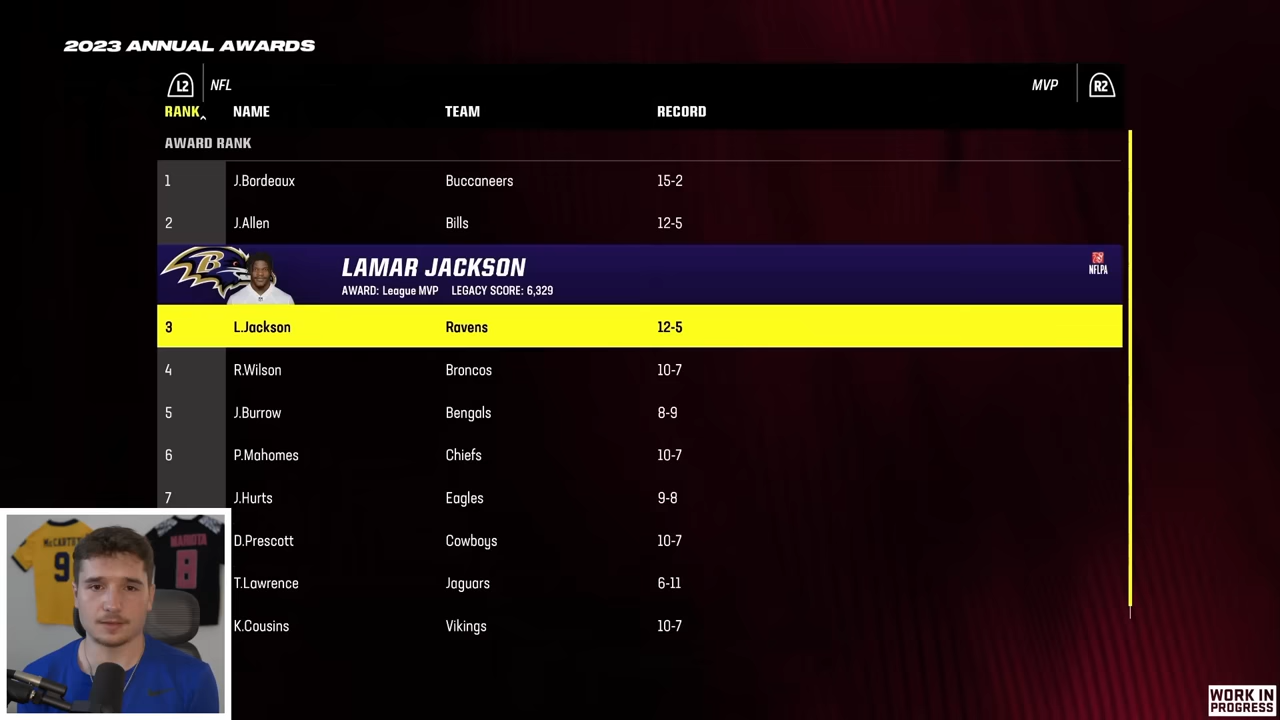 2023 ANNUAL AWARDS
L2 NFL MVP R2
RANK NAME TEAM RECORD
AWARD RANK
1 J.Bordeaux Buccaneers 15-2
2 J.Allen Bills 12-5
LAMAR JACKSON
AWARD: League MVP LEGACY SCORE: 6,329
NFLPA
3 L.Jackson Ravens 12-5
4 R.Wilson Broncos 10-7
5 J.Burrow Bengals 8-9
6 P.Mahomes Chiefs 10-7
7 J.Hurts Eagles 9-8
D.Prescott Cowboys 10-7
T.Lawrence Jaguars 6-11
K.Cousins Vikings 10-7
MARIOTA
8
WORK IN
PROGRESS